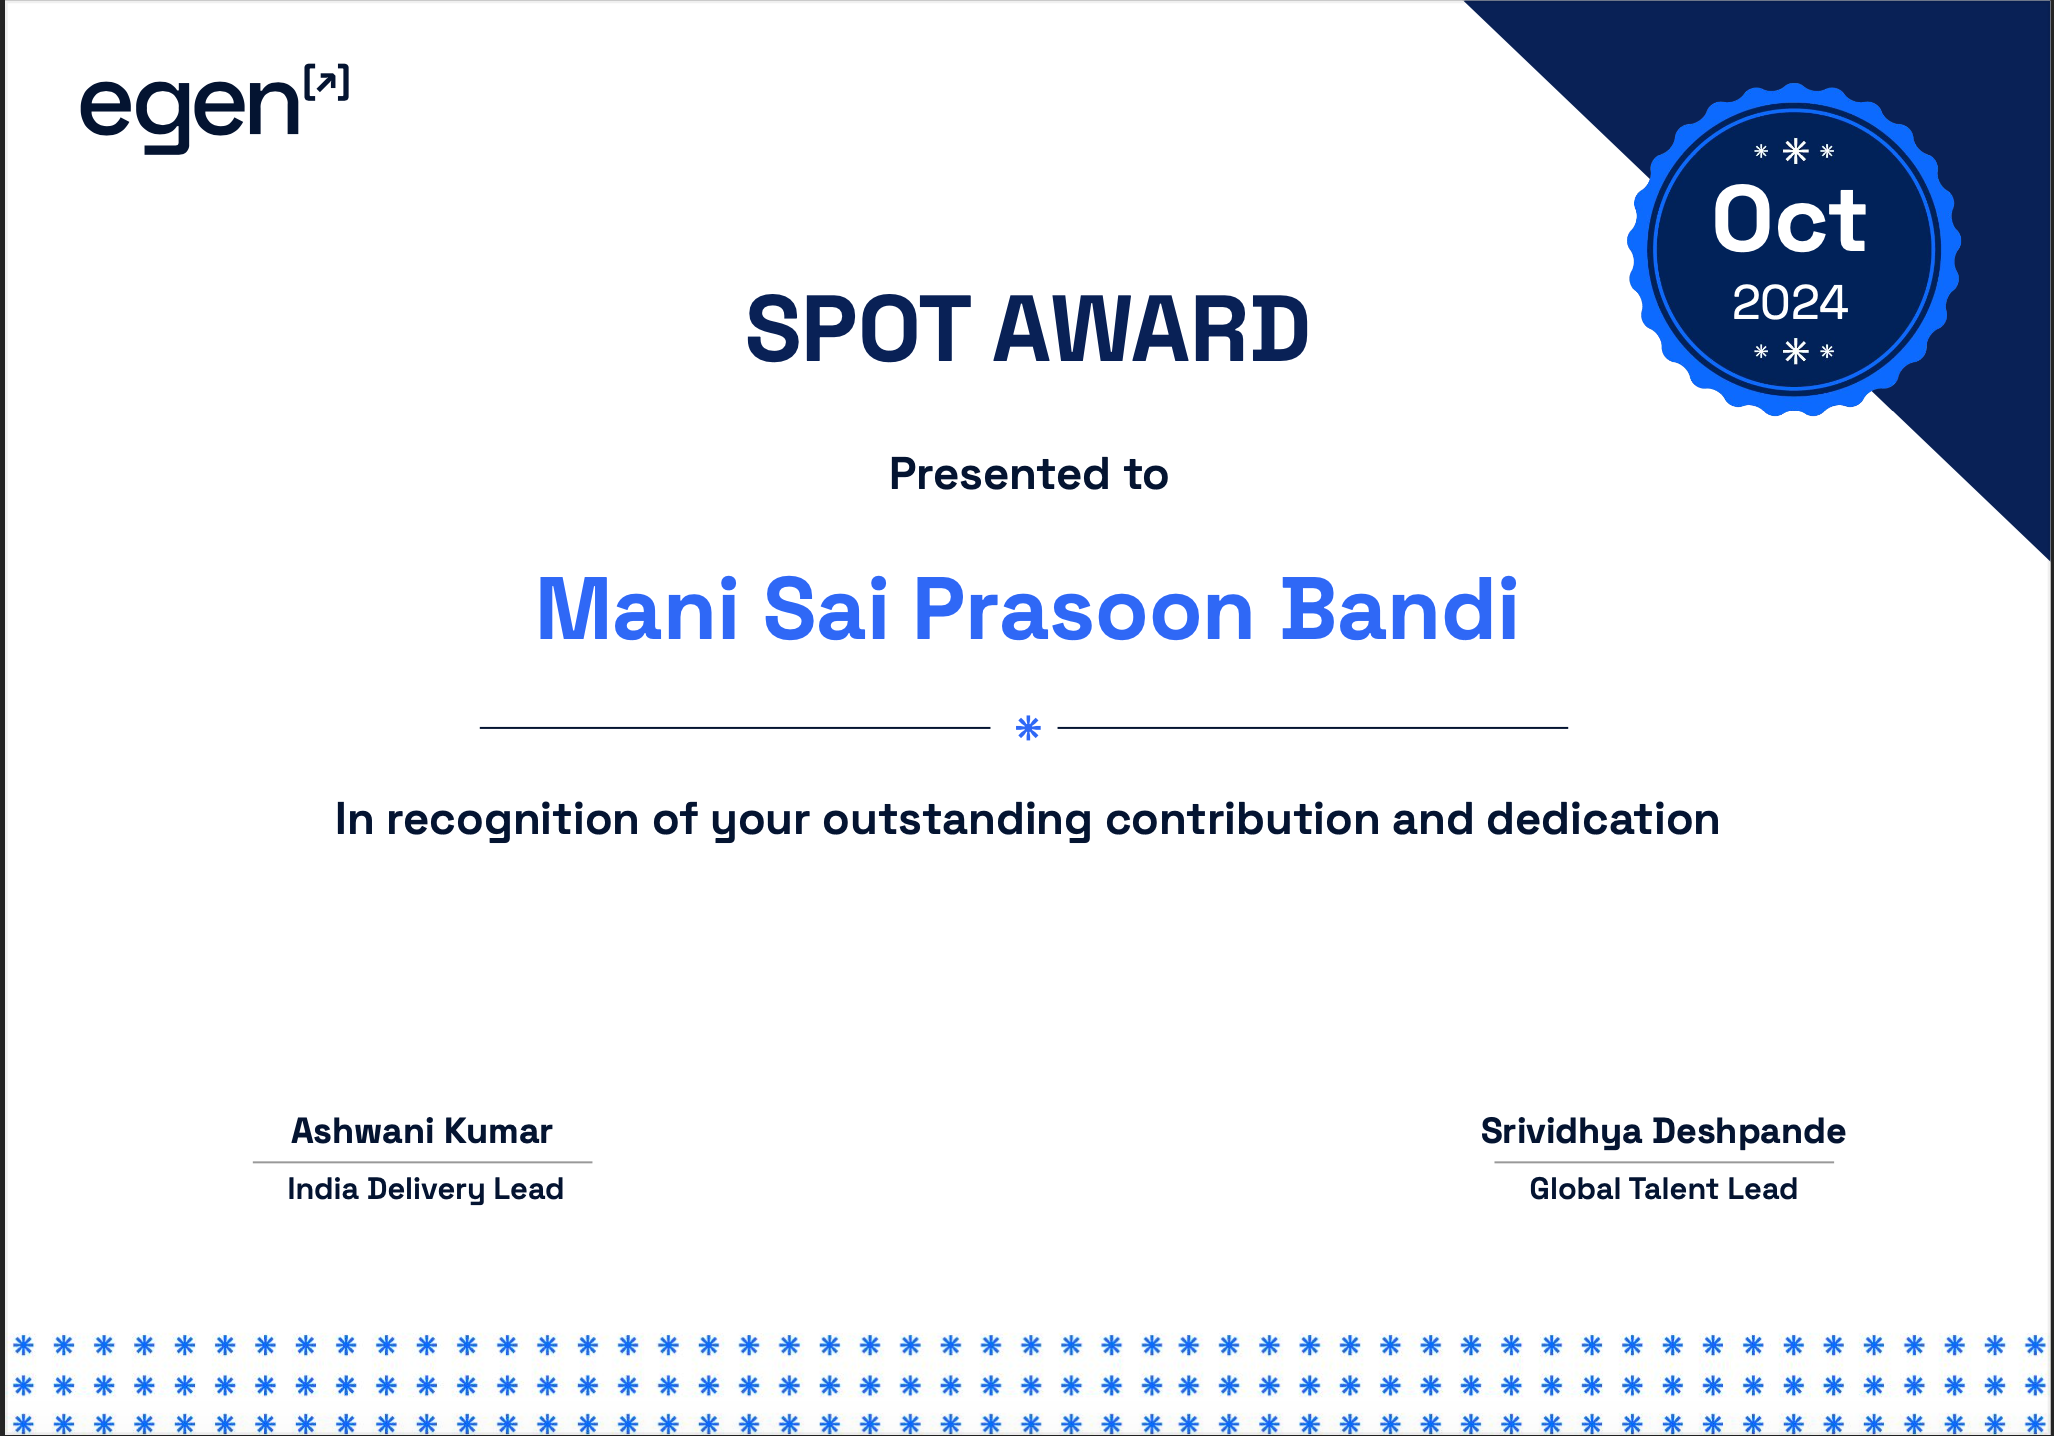 egen
Oct
2024
SPOT AWARD
Presented to
Mani Sai Prasoon Bandi
In recognition of your outstanding contribution and dedication
Ashwani Kumar
India Delivery Lead
Srividhya Deshpande
Global Talent Lead